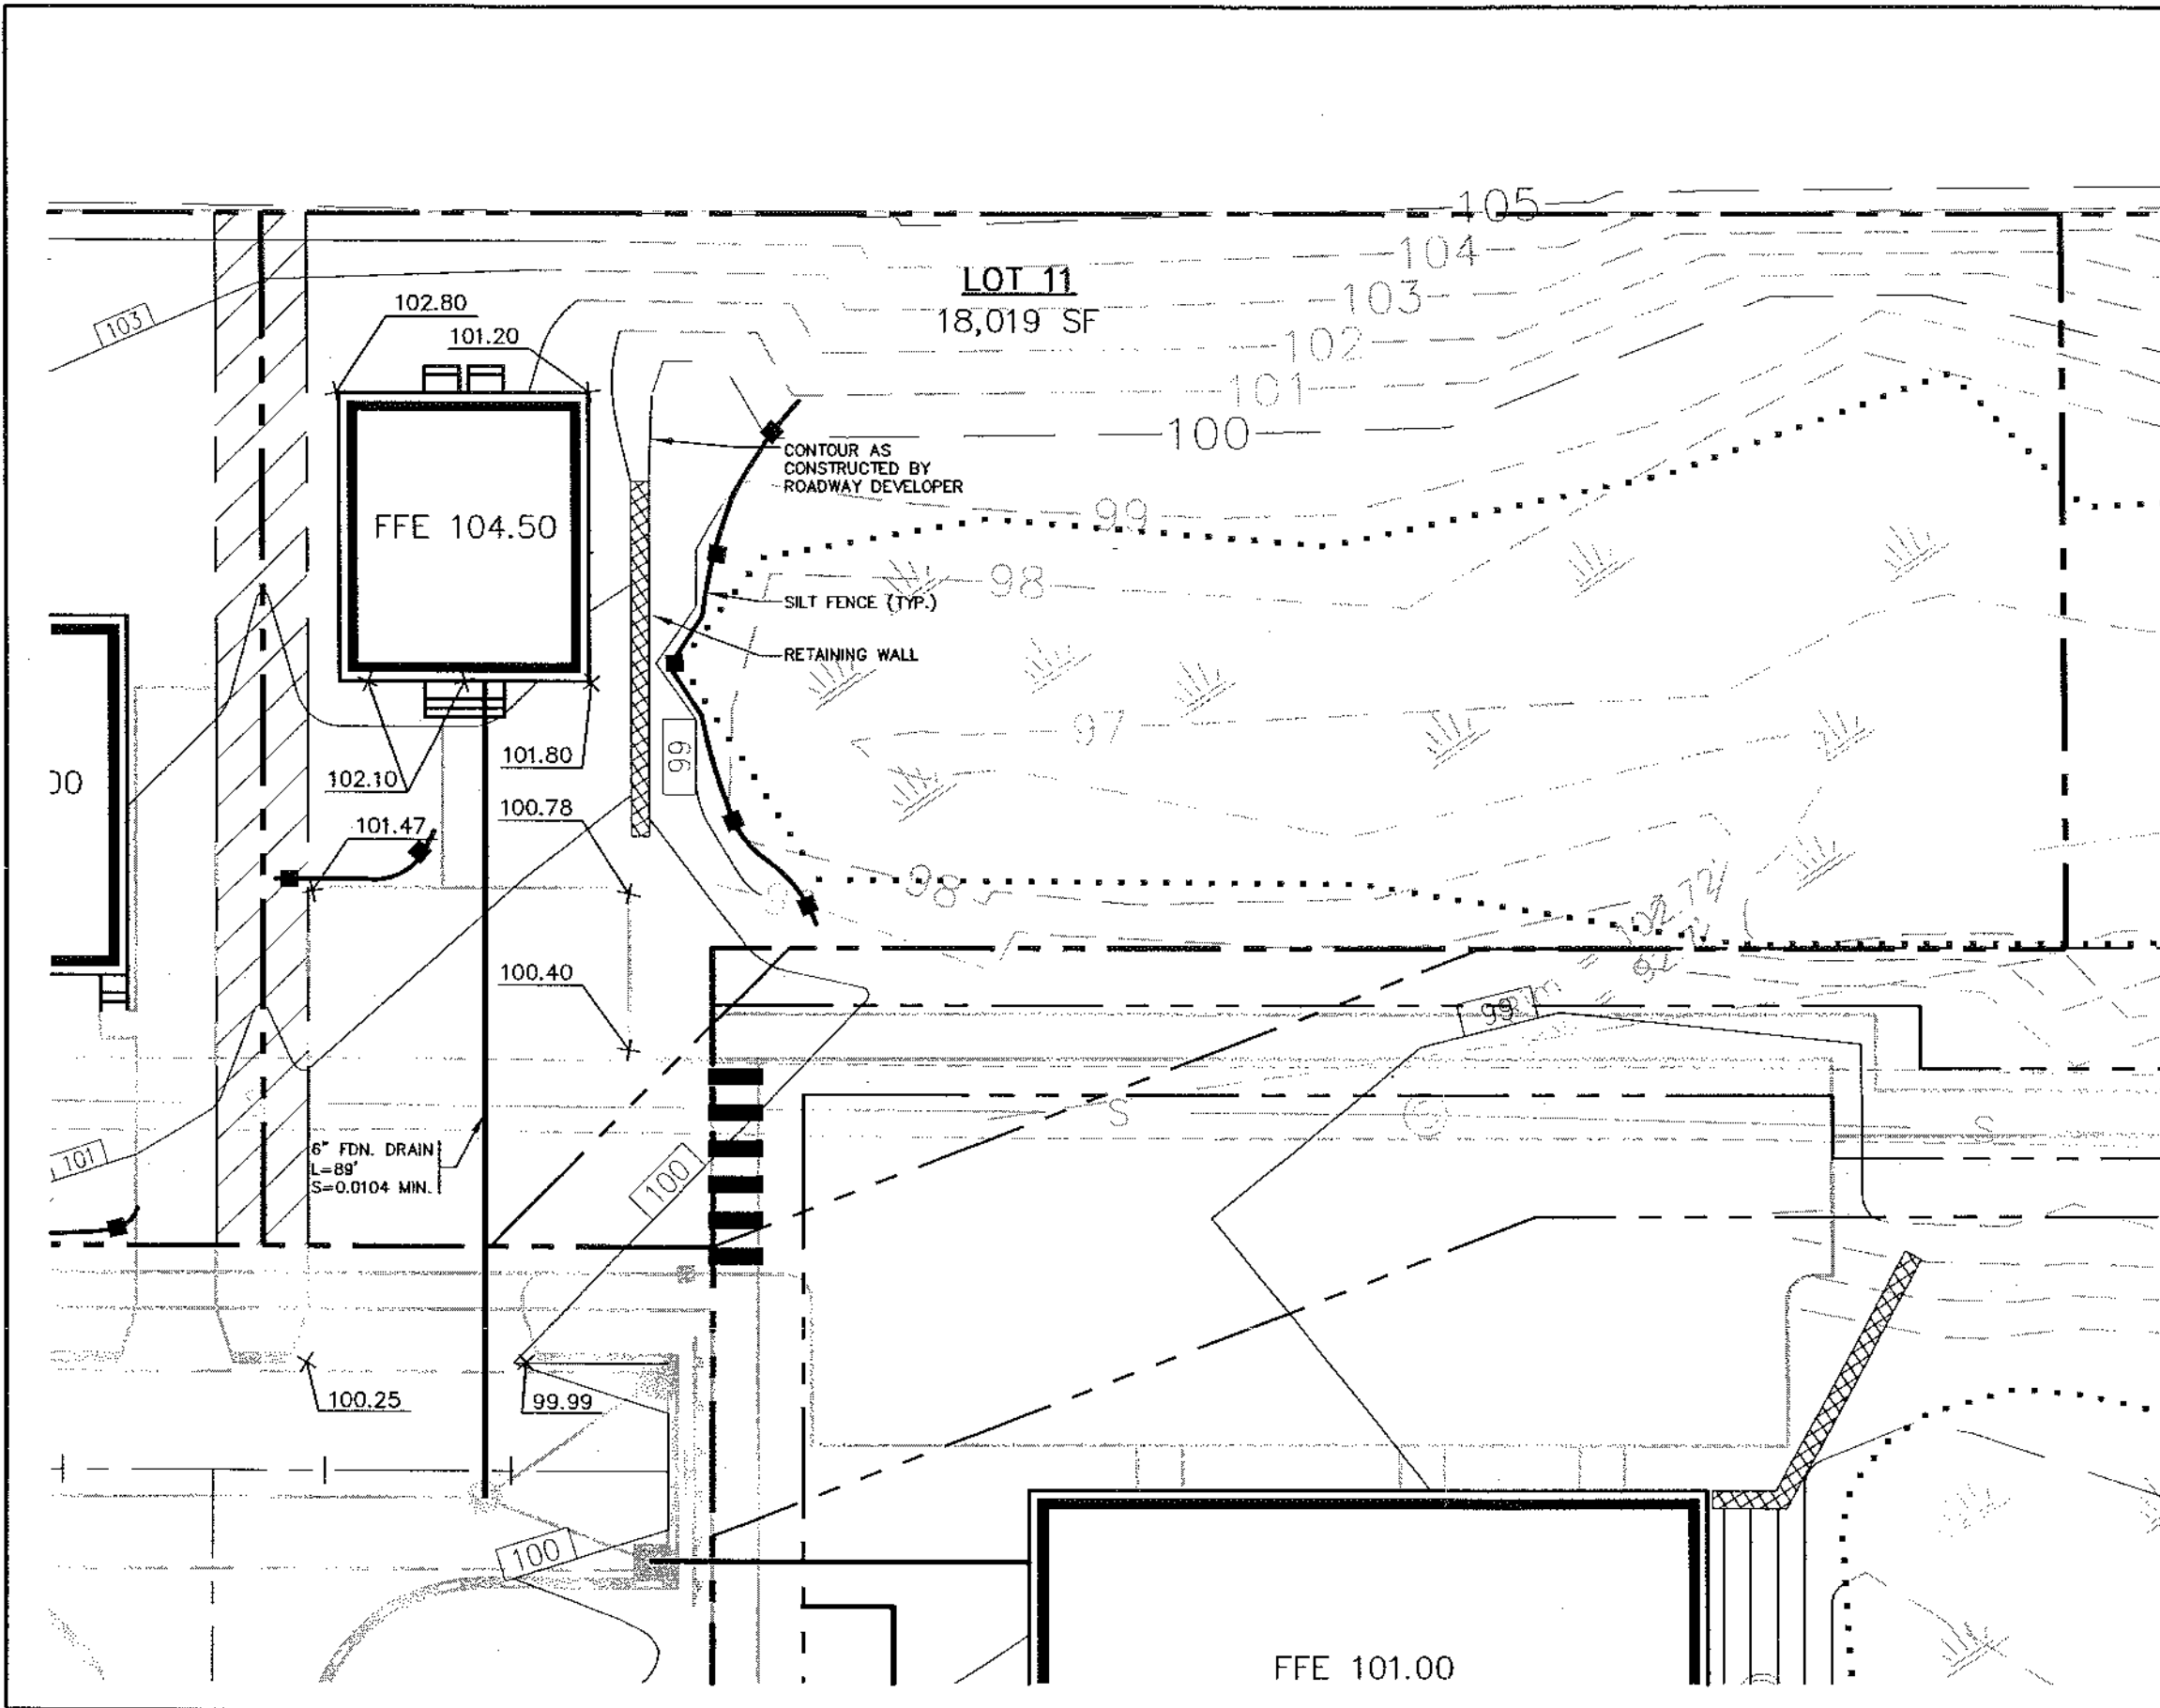 105
104
LOT 11
103
18,019 SF
102.80
103
101.20
102
101
100
CONTOUR AS
CONSTRUCTED BY
ROADWAY DEVELOPER
99
FFE 104.50
98
SILT FENCE (TYP.)
RETAINING WALL
97
99
101.80
102.10
00
100.78
101.47
98
100.40
99
S
S
6" FDN. DRAIN
L=89'
S=0.0104 MIN.
101
100
100.25
99.99
100
FFE 101.00